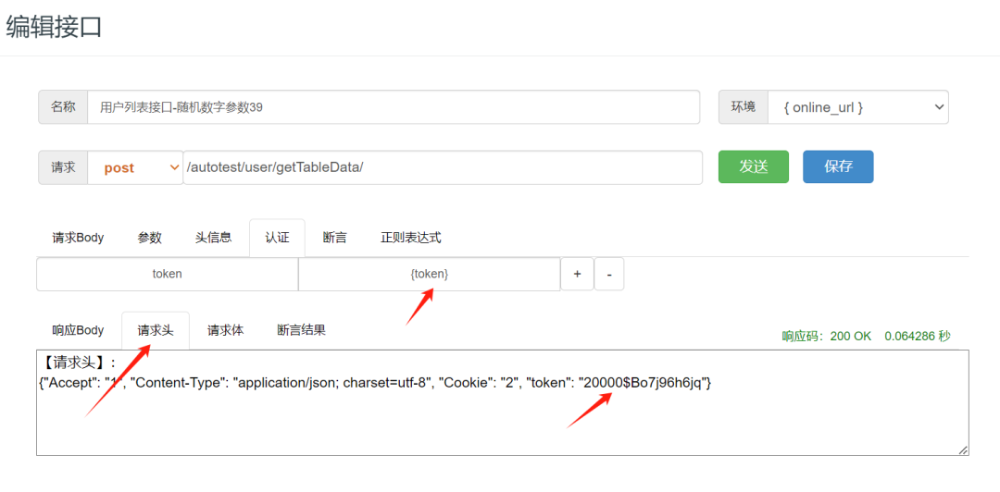 编辑接口
名称 用户列表接口-随机数字参数39 环境 { online_url }
请求 post /autotest/user/getTableData/ 发送 保存
请求Body 参数 头信息 认证 断言 正则表达式
token {token} + -
响应Body 请求头 请求体 断言结果 响应码：200 OK 0.064286 秒
【请求头】:
{"Accept": "1", "Content-Type": "application/json; charset=utf-8", "Cookie": "2", "token": "20000$Bo7j96h6jq"}